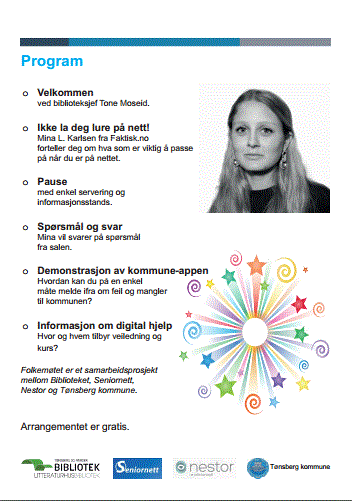 Program
o Velkommen
ved biblioteksjef Tone Moseid.
o Ikke la deg lure på nett!
Mina L. Karlsen fra Faktisk.no
forteller deg om hva som er viktig å passe
på når du er på nettet.
o Pause
med enkel servering og
informasjonsstands.
o Spørsmål og svar
Mina vil svarer på spørsmål
fra salen.
o Demonstrasjon av kommune-appen
Hvordan kan du på en enkel
måte melde ifra om feil og mangler
til kommunen?
o Informasjon om digital hjelp
Hvor og hvem tilbyr veiledning og
kurs?
Folkemøtet er et samarbeidsprosjekt
mellom Biblioteket, Seniornett,
Nestor og Tønsberg kommune.
Arrangementet er gratis.
BIBLIOTEK
LITTERATURHUSBIBLIOTEK
Seniornett
nestor
Tønsberg kommune